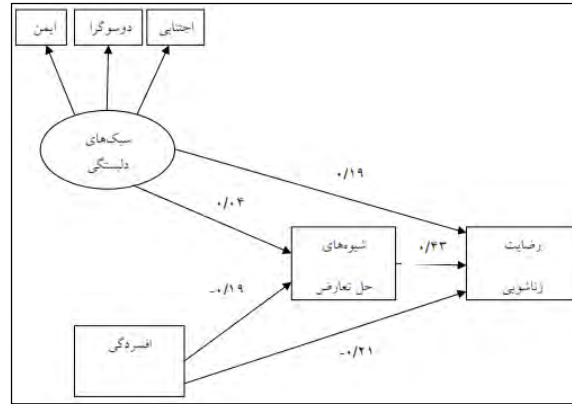 اجتنابی
دوسوگرا
ایمن
سبک‌های
دلبستگی
۰/۱۹
۰/۰۴
شیوه‌های
حل تعارض
۰/۴۳
رضایت
زناشویی
-۰/۱۹
افسردگی
-۰/۲۱